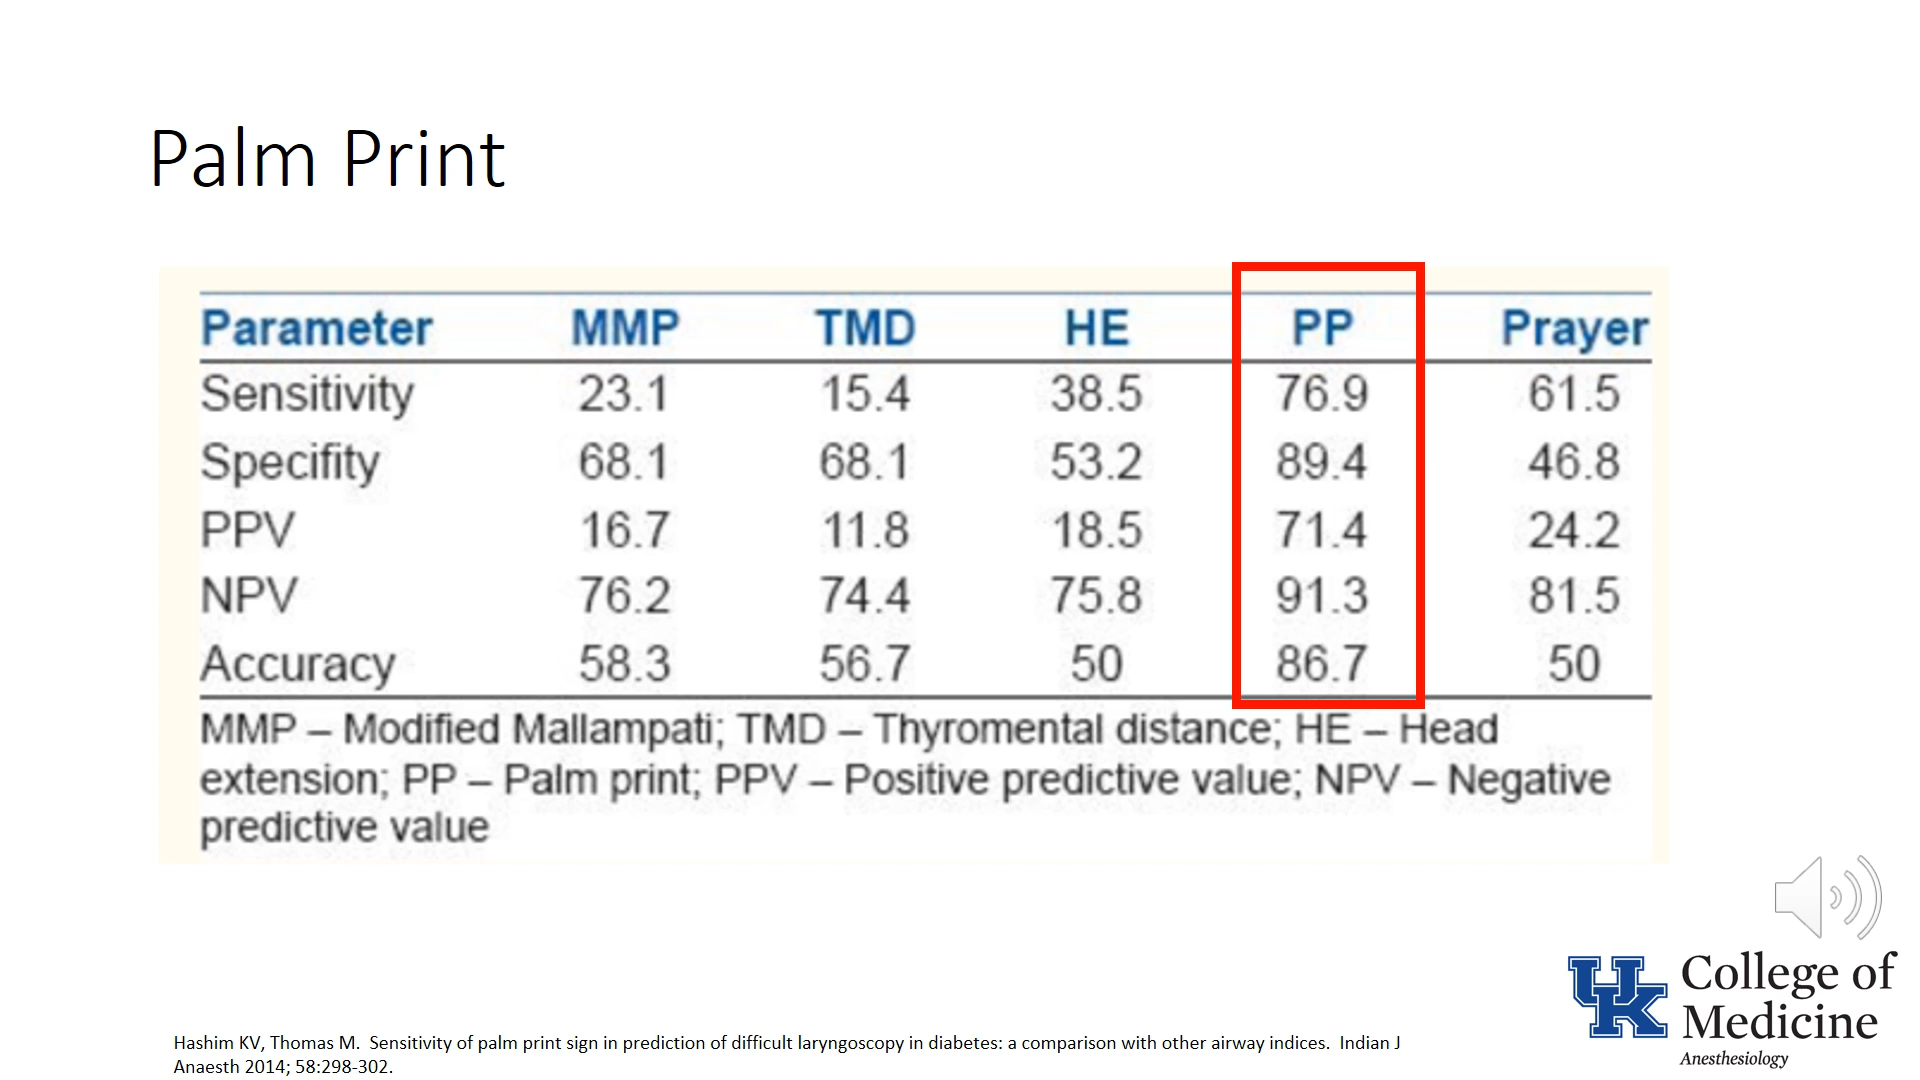 Palm Print
Parameter MMP TMD HE PP Prayer
Sensitivity 23.1 15.4 38.5 76.9 61.5
Specifity 68.1 68.1 53.2 89.4 46.8
PPV 16.7 11.8 18.5 71.4 24.2
NPV 76.2 74.4 75.8 91.3 81.5
Accuracy 58.3 56.7 50 86.7 50
MMP – Modified Mallampati; TMD – Thyromental distance; HE – Head
extension; PP – Palm print; PPV – Positive predictive value; NPV – Negative
predictive value
UK College of
Medicine
Anesthesiology
Hashim KV, Thomas M.  Sensitivity of palm print sign in prediction of difficult laryngoscopy in diabetes: a comparison with other airway indices.  Indian J
Anaesth 2014; 58:298-302.